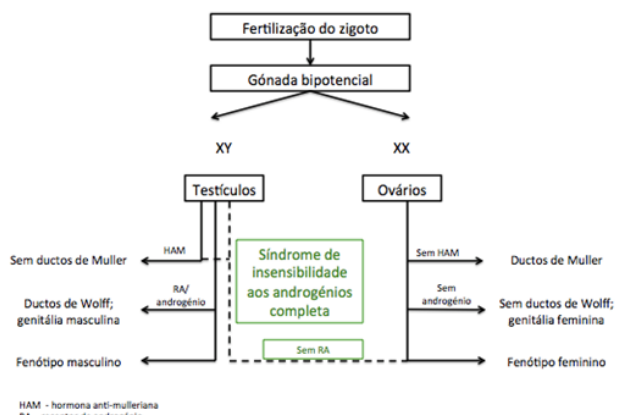 Fertilização do zigoto
Gónada bipotencial
XY
XX
Testículos
Ovários
HAM
Sem ductos de Muller
RA/
androgénio
Ductos de Wolff;
genitália masculina
Fenótipo masculino
Síndrome de
insensibilidade
aos androgénios
completa
Sem RA
Sem HAM
Ductos de Muller
Sem
androgénio
Sem ductos de Wolff;
genitália feminina
Fenótipo feminino
HAM - hormona anti-mulleriana